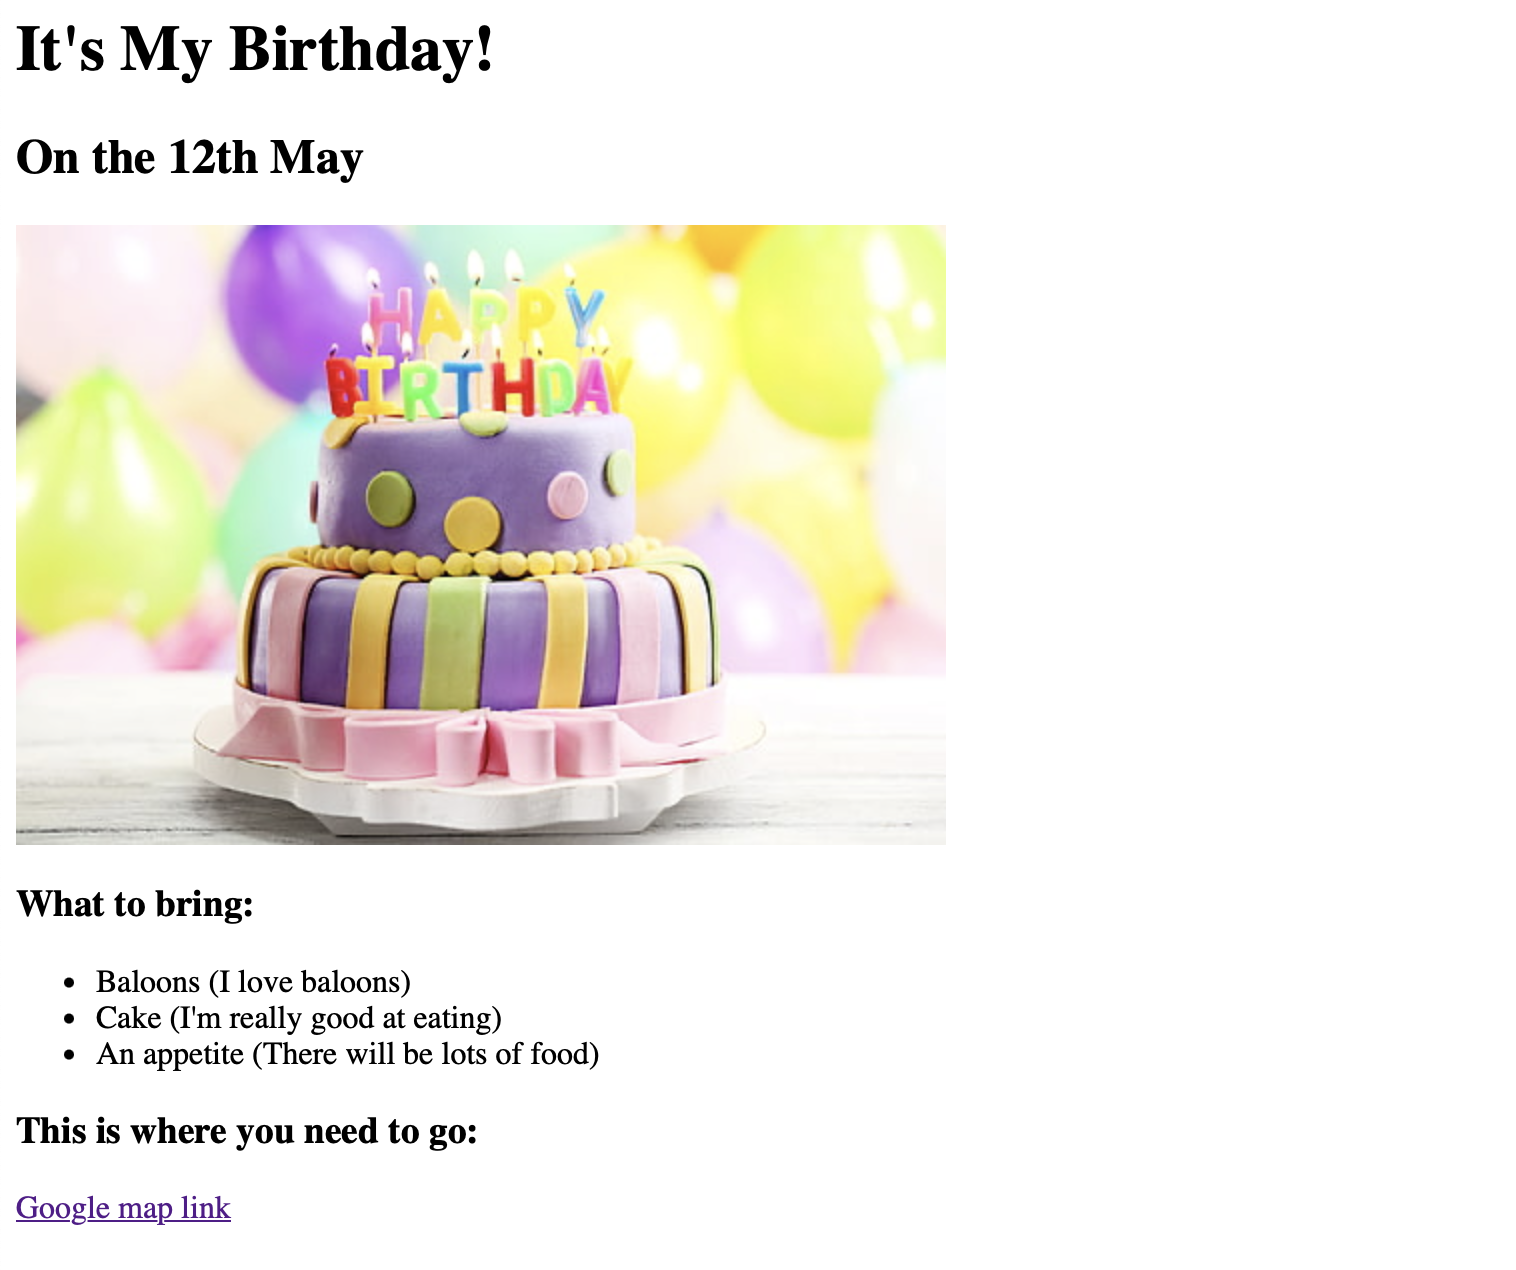 It's My Birthday!
On the 12th May
HAPPY
BIRTHDAY
What to bring:
Baloons (I love baloons)
Cake (I'm really good at eating)
An appetite (There will be lots of food)
This is where you need to go:
Google map link